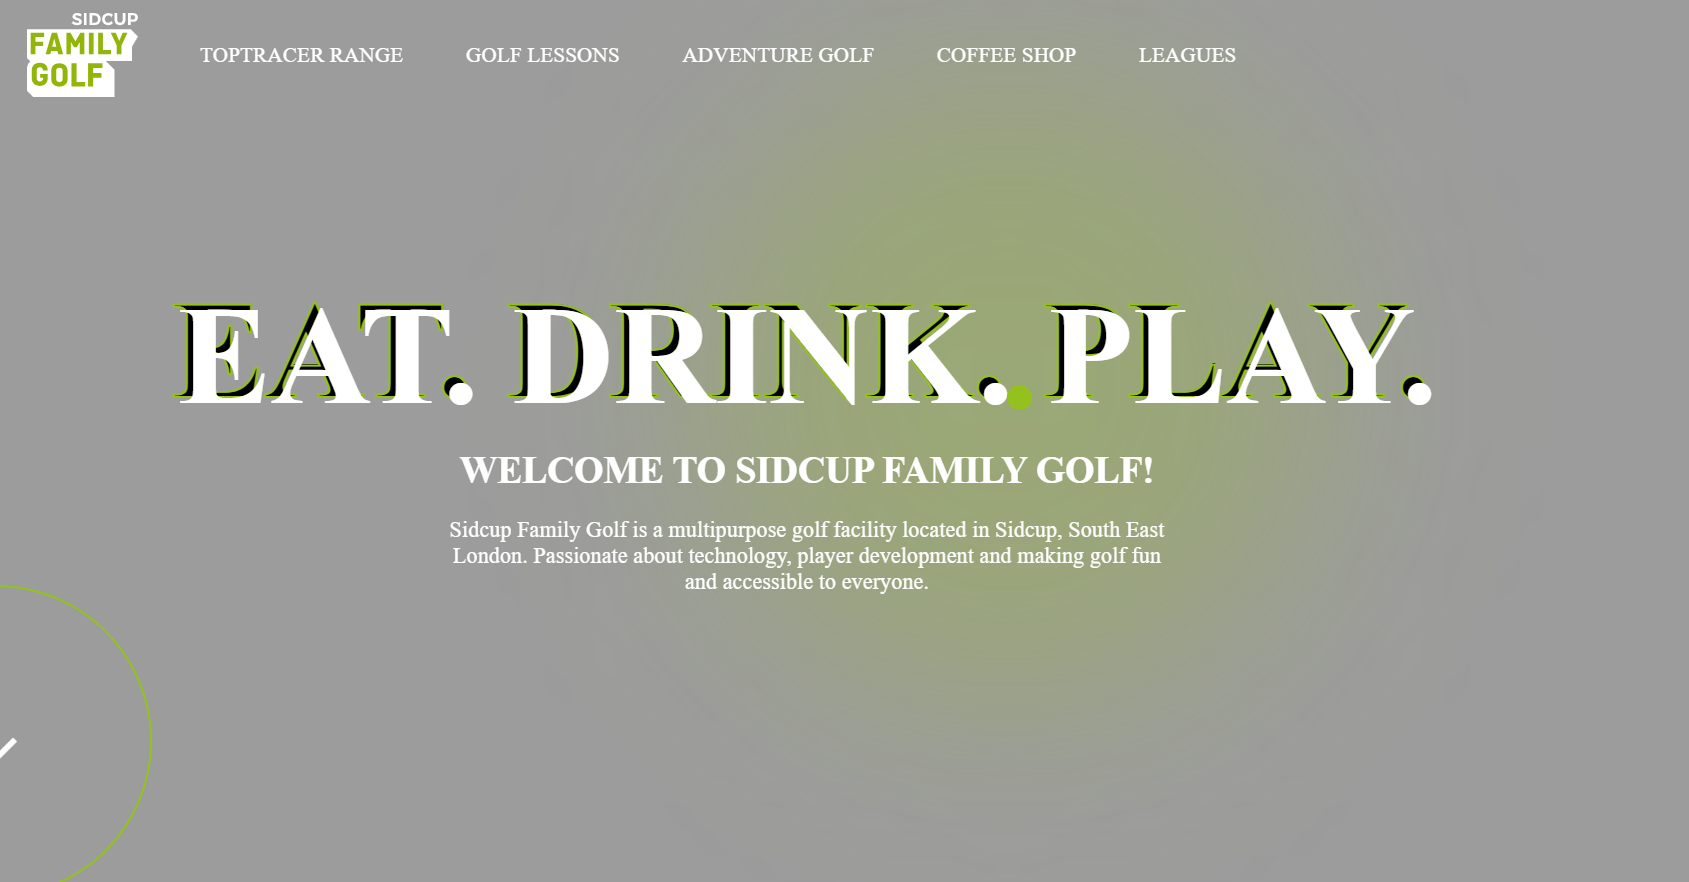 SIDCUP
FAMILY
GOLF
TOPTRACER RANGE
GOLF LESSONS
ADVENTURE GOLF
COFFEE SHOP
LEAGUES
EAT. DRINK. PLAY.
WELCOME TO SIDCUP FAMILY GOLF!
Sidcup Family Golf is a multipurpose golf facility located in Sidcup, South East
London. Passionate about technology, player development and making golf fun
and accessible to everyone.